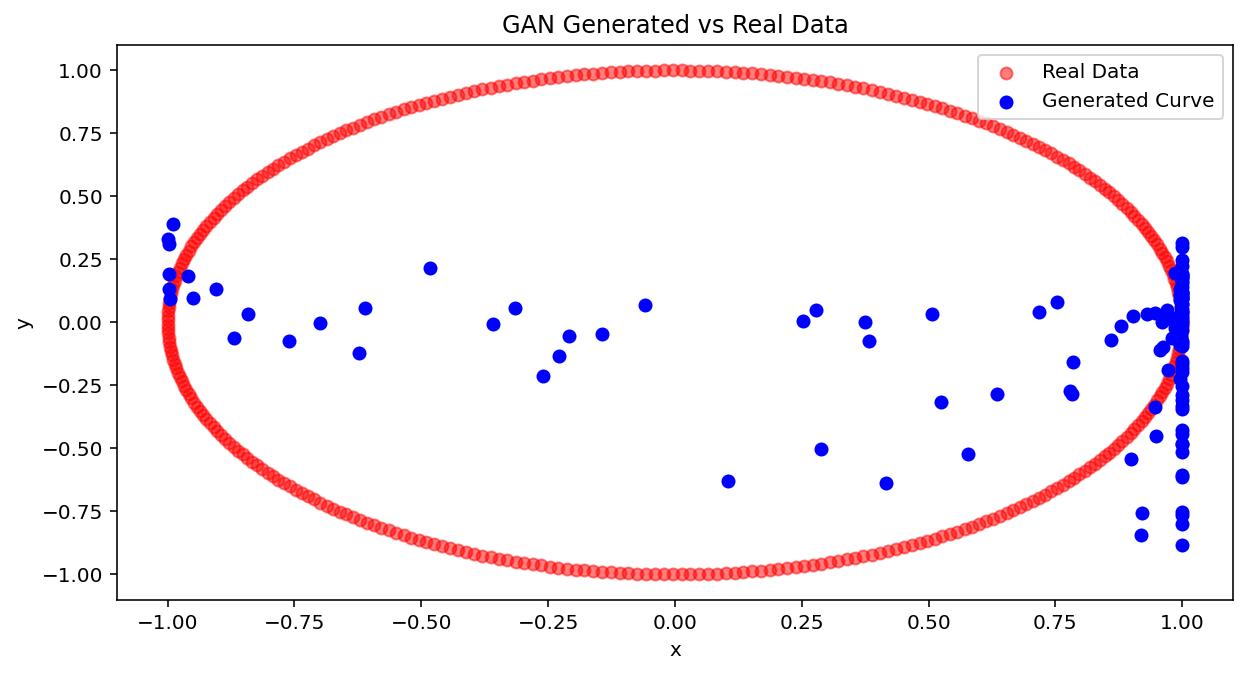 GAN Generated vs Real Data
Real Data
Generated Curve
1.00
0.75
0.50
0.25
0.00
−0.25
−0.50
−0.75
−1.00
y
−1.00 −0.75 −0.50 −0.25 0.00 0.25 0.50 0.75 1.00
x